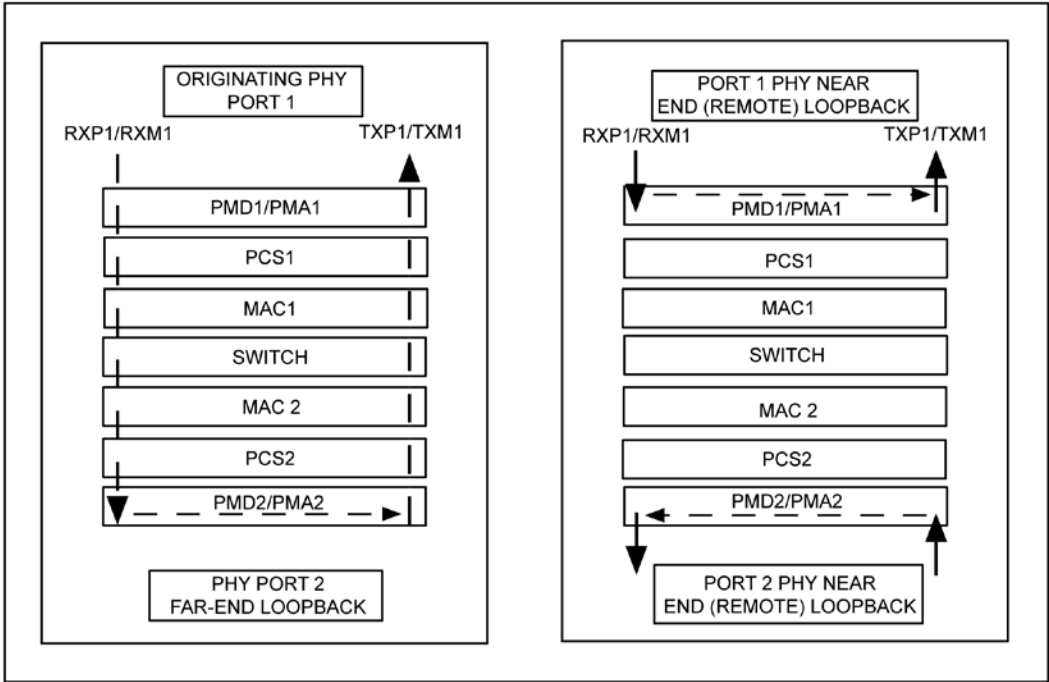 ORIGINATING PHY
PORT 1
RXP1/RXM1
TXP1/TXM1
PMD1/PMA1
PCS1
MAC1
SWITCH
MAC 2
PCS2
PMD2/PMA2
PHY PORT 2
FAR-END LOOPBACK
PORT 1 PHY NEAR
END (REMOTE) LOOPBACK
RXP1/RXM1
TXP1/TXM1
PMD1/PMA1
PCS1
MAC1
SWITCH
MAC 2
PCS2
PMD2/PMA2
PORT 2 PHY NEAR
END (REMOTE) LOOPBACK